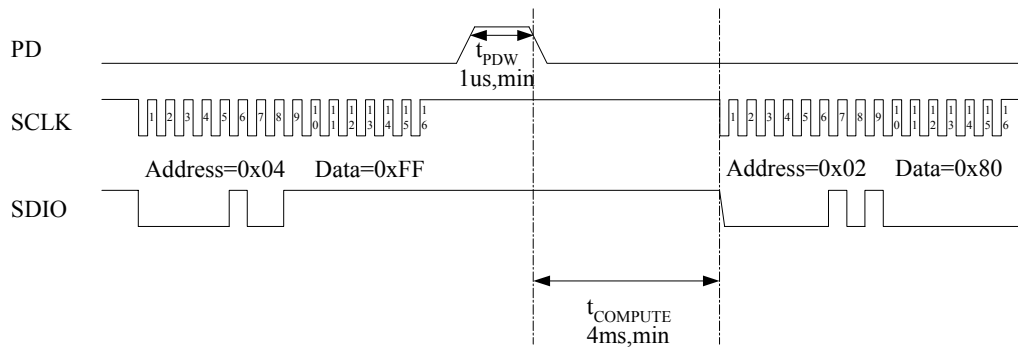 PD
t_PDW
1us,min
SCLK
1 2 3 4 5 6 7 8 9 10 11 12 13 14 15 16
1 2 3 4 5 6 7 8 9 10 11 12 13 14 15 16
Address=0x04 Data=0xFF
Address=0x02 Data=0x80
SDIO
t_COMPUTE
4ms,min